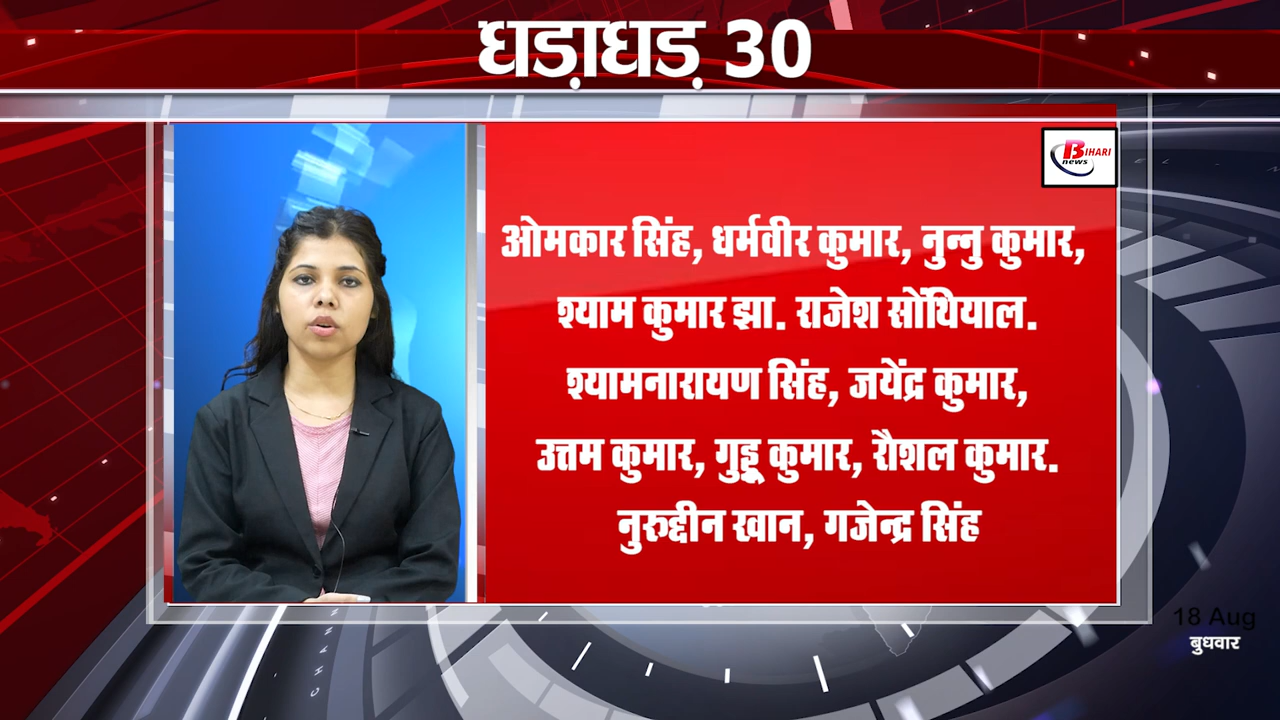 धड़ाधड़ 30
BIHARI
news
ओमकार सिंह, धर्मवीर कुमार, नुन्नु कुमार,
श्याम कुमार झा. राजेश सोंथियाल.
श्यामनारायण सिंह, जयेंद्र कुमार,
उत्तम कुमार, गुड्डू कुमार, रौशल कुमार.
नुरुद्दीन खान, गजेन्द्र सिंह
18 Aug
बुधवार